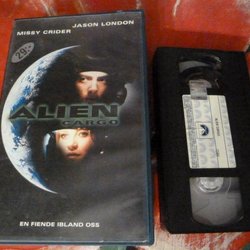 JASON LONDON
MISSY CRIDER
29:-
ALIEN
CARGO
EN FIENDE IBLAND OSS